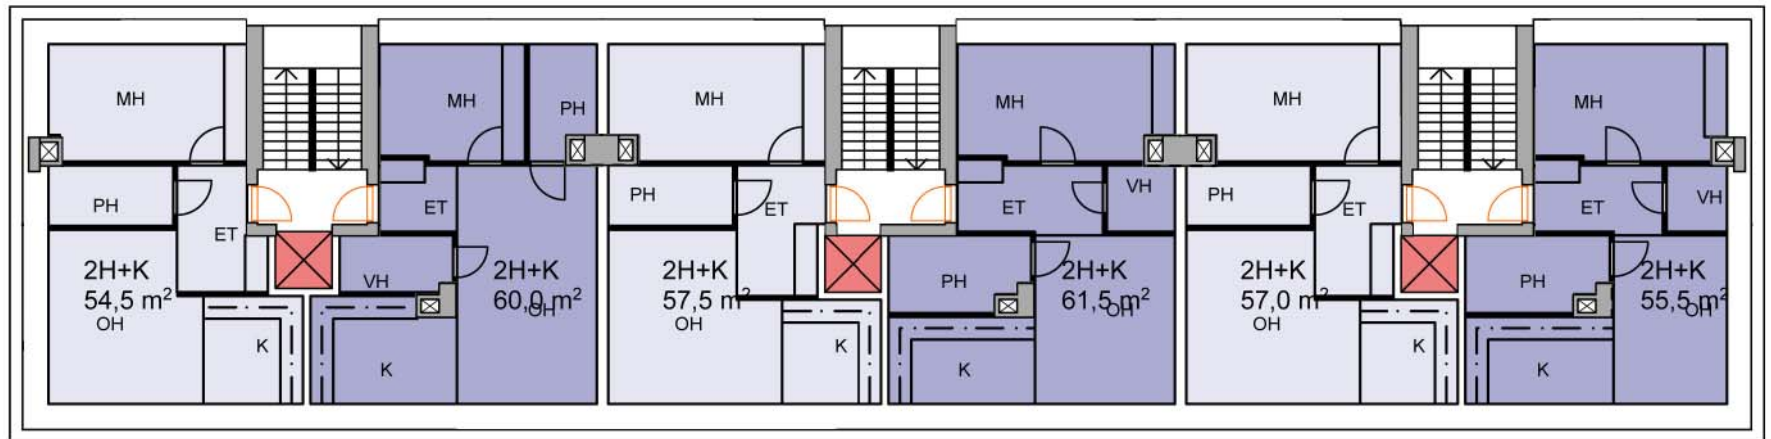 MH
PH
ET
2H+K
54,5 m²
OH
K
MH
PH
ET
VH
2H+K
60,0 m²
OH
K
MH
PH
ET
2H+K
57,5 m²
OH
K
MH
VH
ET
PH
2H+K
61,5 m²
OH
K
MH
PH
ET
2H+K
57,0 m²
OH
K
MH
VH
ET
PH
2H+K
55,5 m²
OH
K